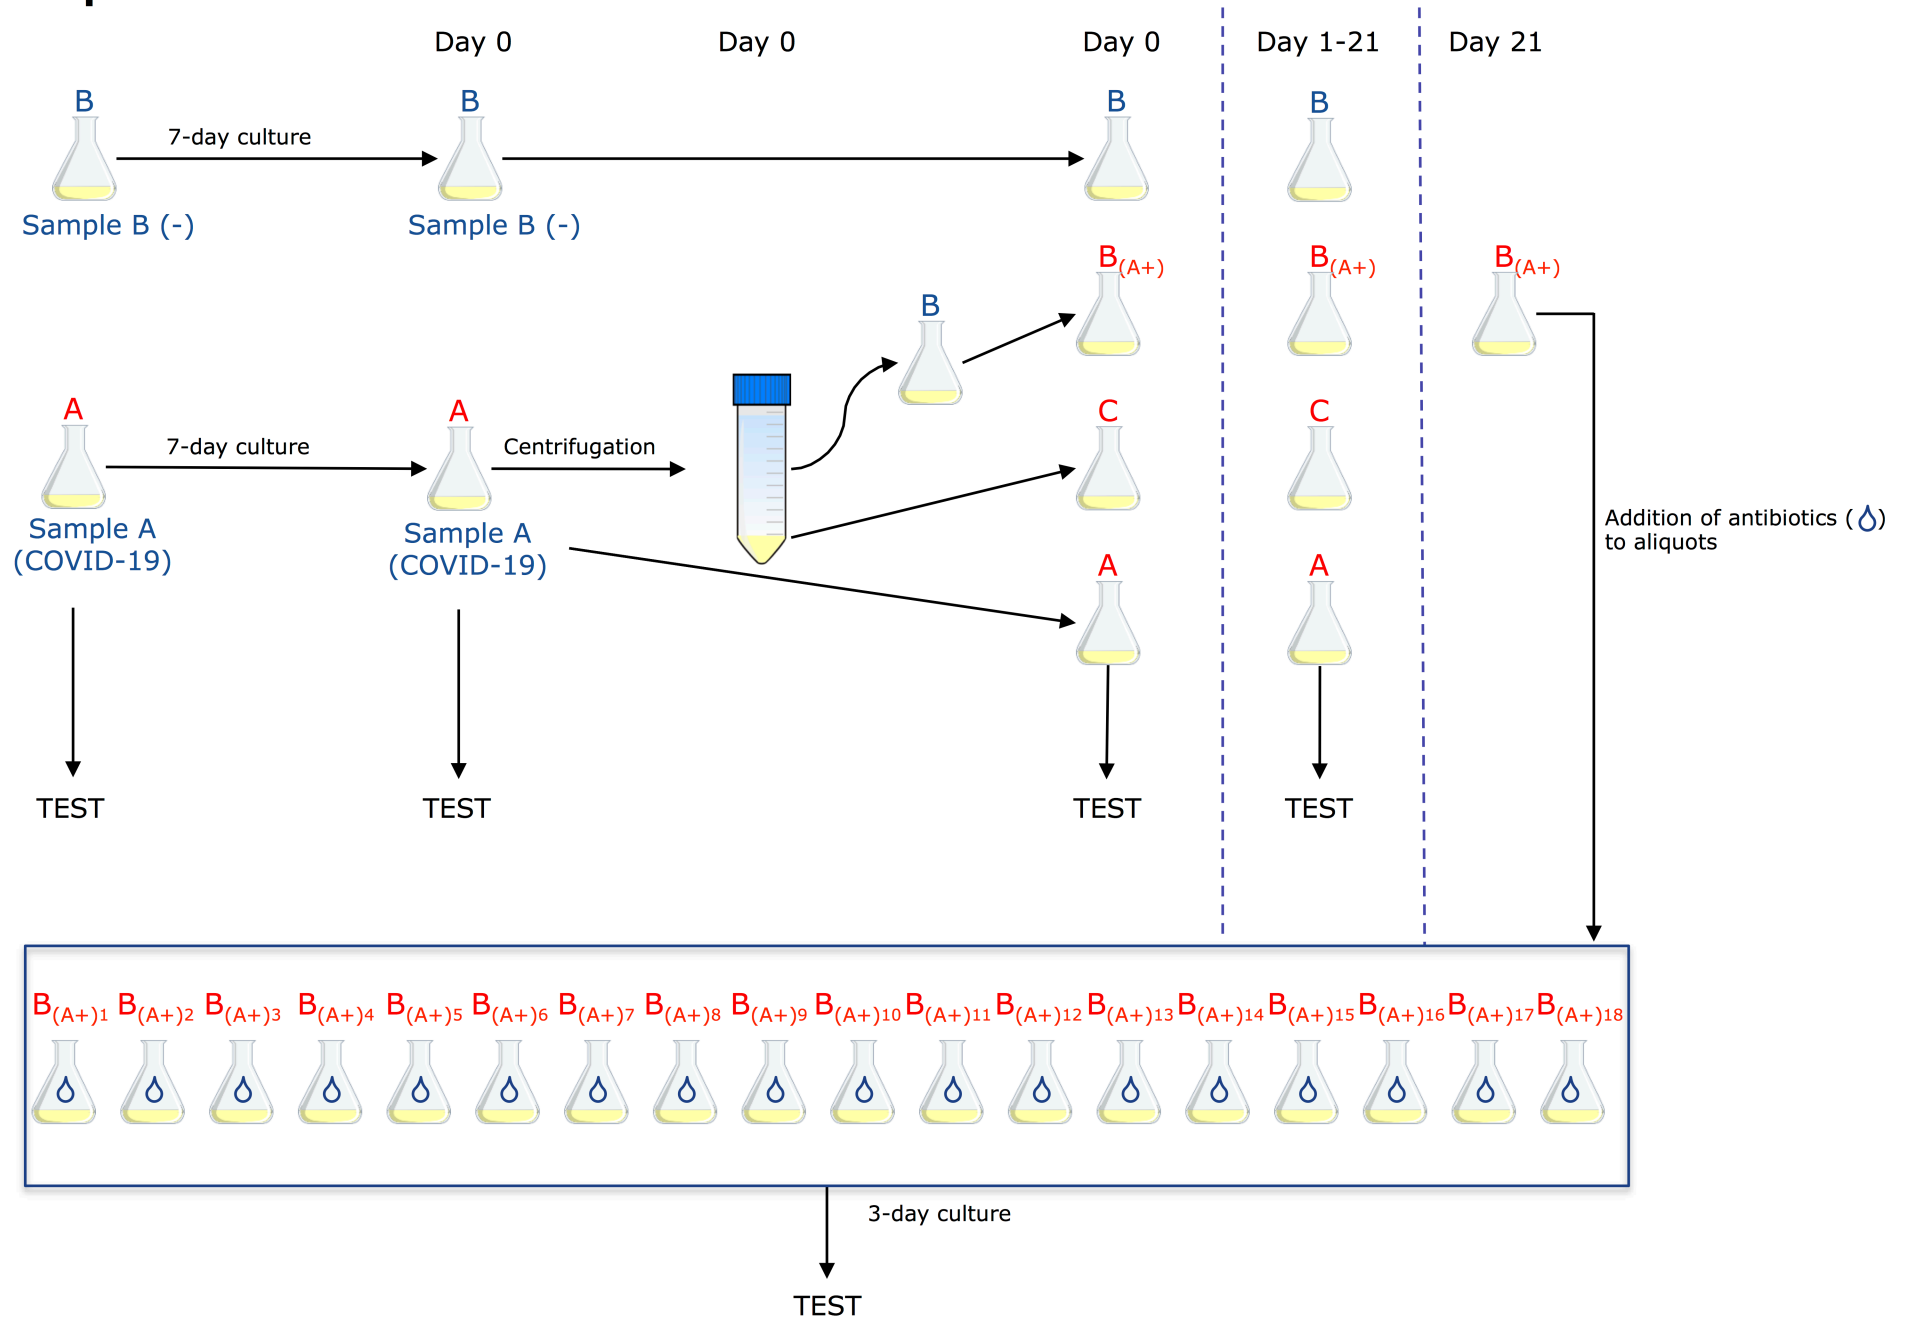 Day 0
Day 0
Day 0
Day 1-21
Day 21
B
B
B
B
7-day culture
Sample B (-)
Sample B (-)
B(A+)
B(A+)
B(A+)
B
A
A
C
C
7-day culture
Centrifugation
Sample A
(COVID-19)
Sample A
(COVID-19)
Addition of antibiotics ( )
to aliquots
A
A
TEST
TEST
TEST
TEST
B(A+)1 B(A+)2 B(A+)3 B(A+)4 B(A+)5 B(A+)6 B(A+)7 B(A+)8 B(A+)9 B(A+)10 B(A+)11 B(A+)12 B(A+)13 B(A+)14 B(A+)15 B(A+)16 B(A+)17 B(A+)18
3-day culture
TEST